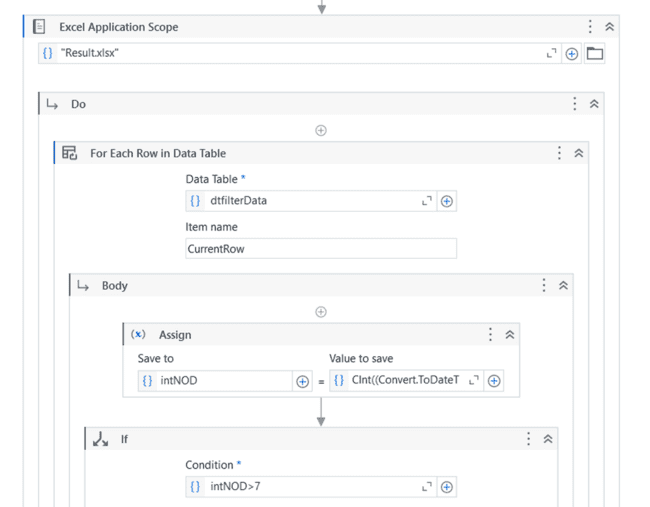 Excel Application Scope
"Result.xlsx"
Do
For Each Row in Data Table
Data Table *
dtfilterData
Item name
CurrentRow
Body
(x) Assign
Save to Value to save
intNOD = CInt((Convert.ToDateT
If
Condition *
intNOD>7